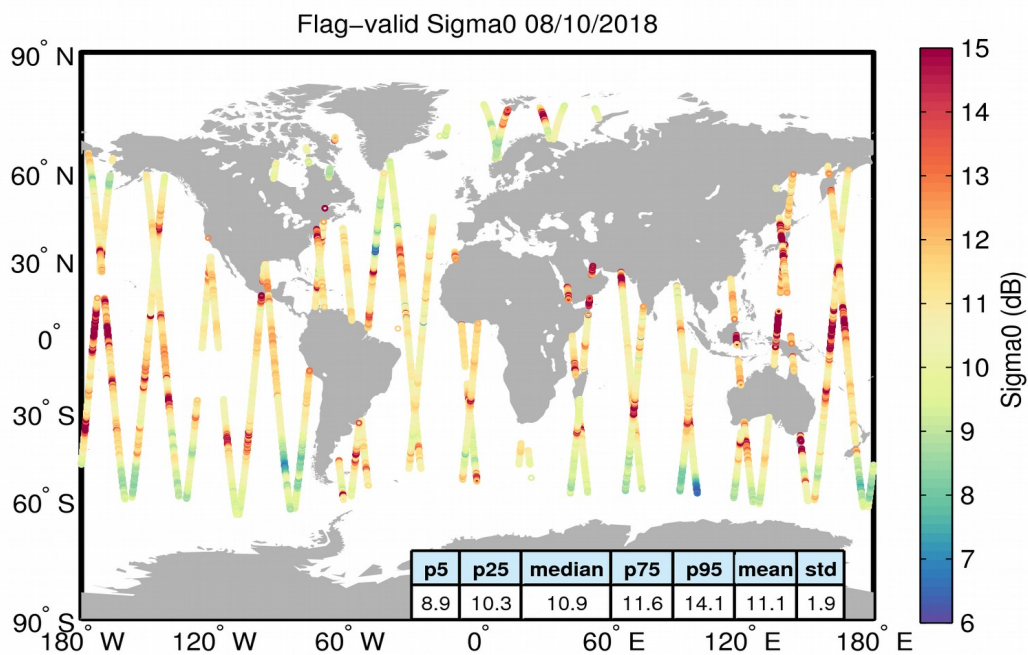 Flag−valid Sigma0 08/10/2018
90° N
60° N
30° N
0°
30° S
60° S
90° S
180° W
120° W
60° W
0°
60° E
120° E
180° E
15
14
13
12
11
10
9
8
7
6
Sigma0 (dB)
p5 p25 median p75 p95 mean std
8.9 10.3 10.9 11.6 14.1 11.1 1.9